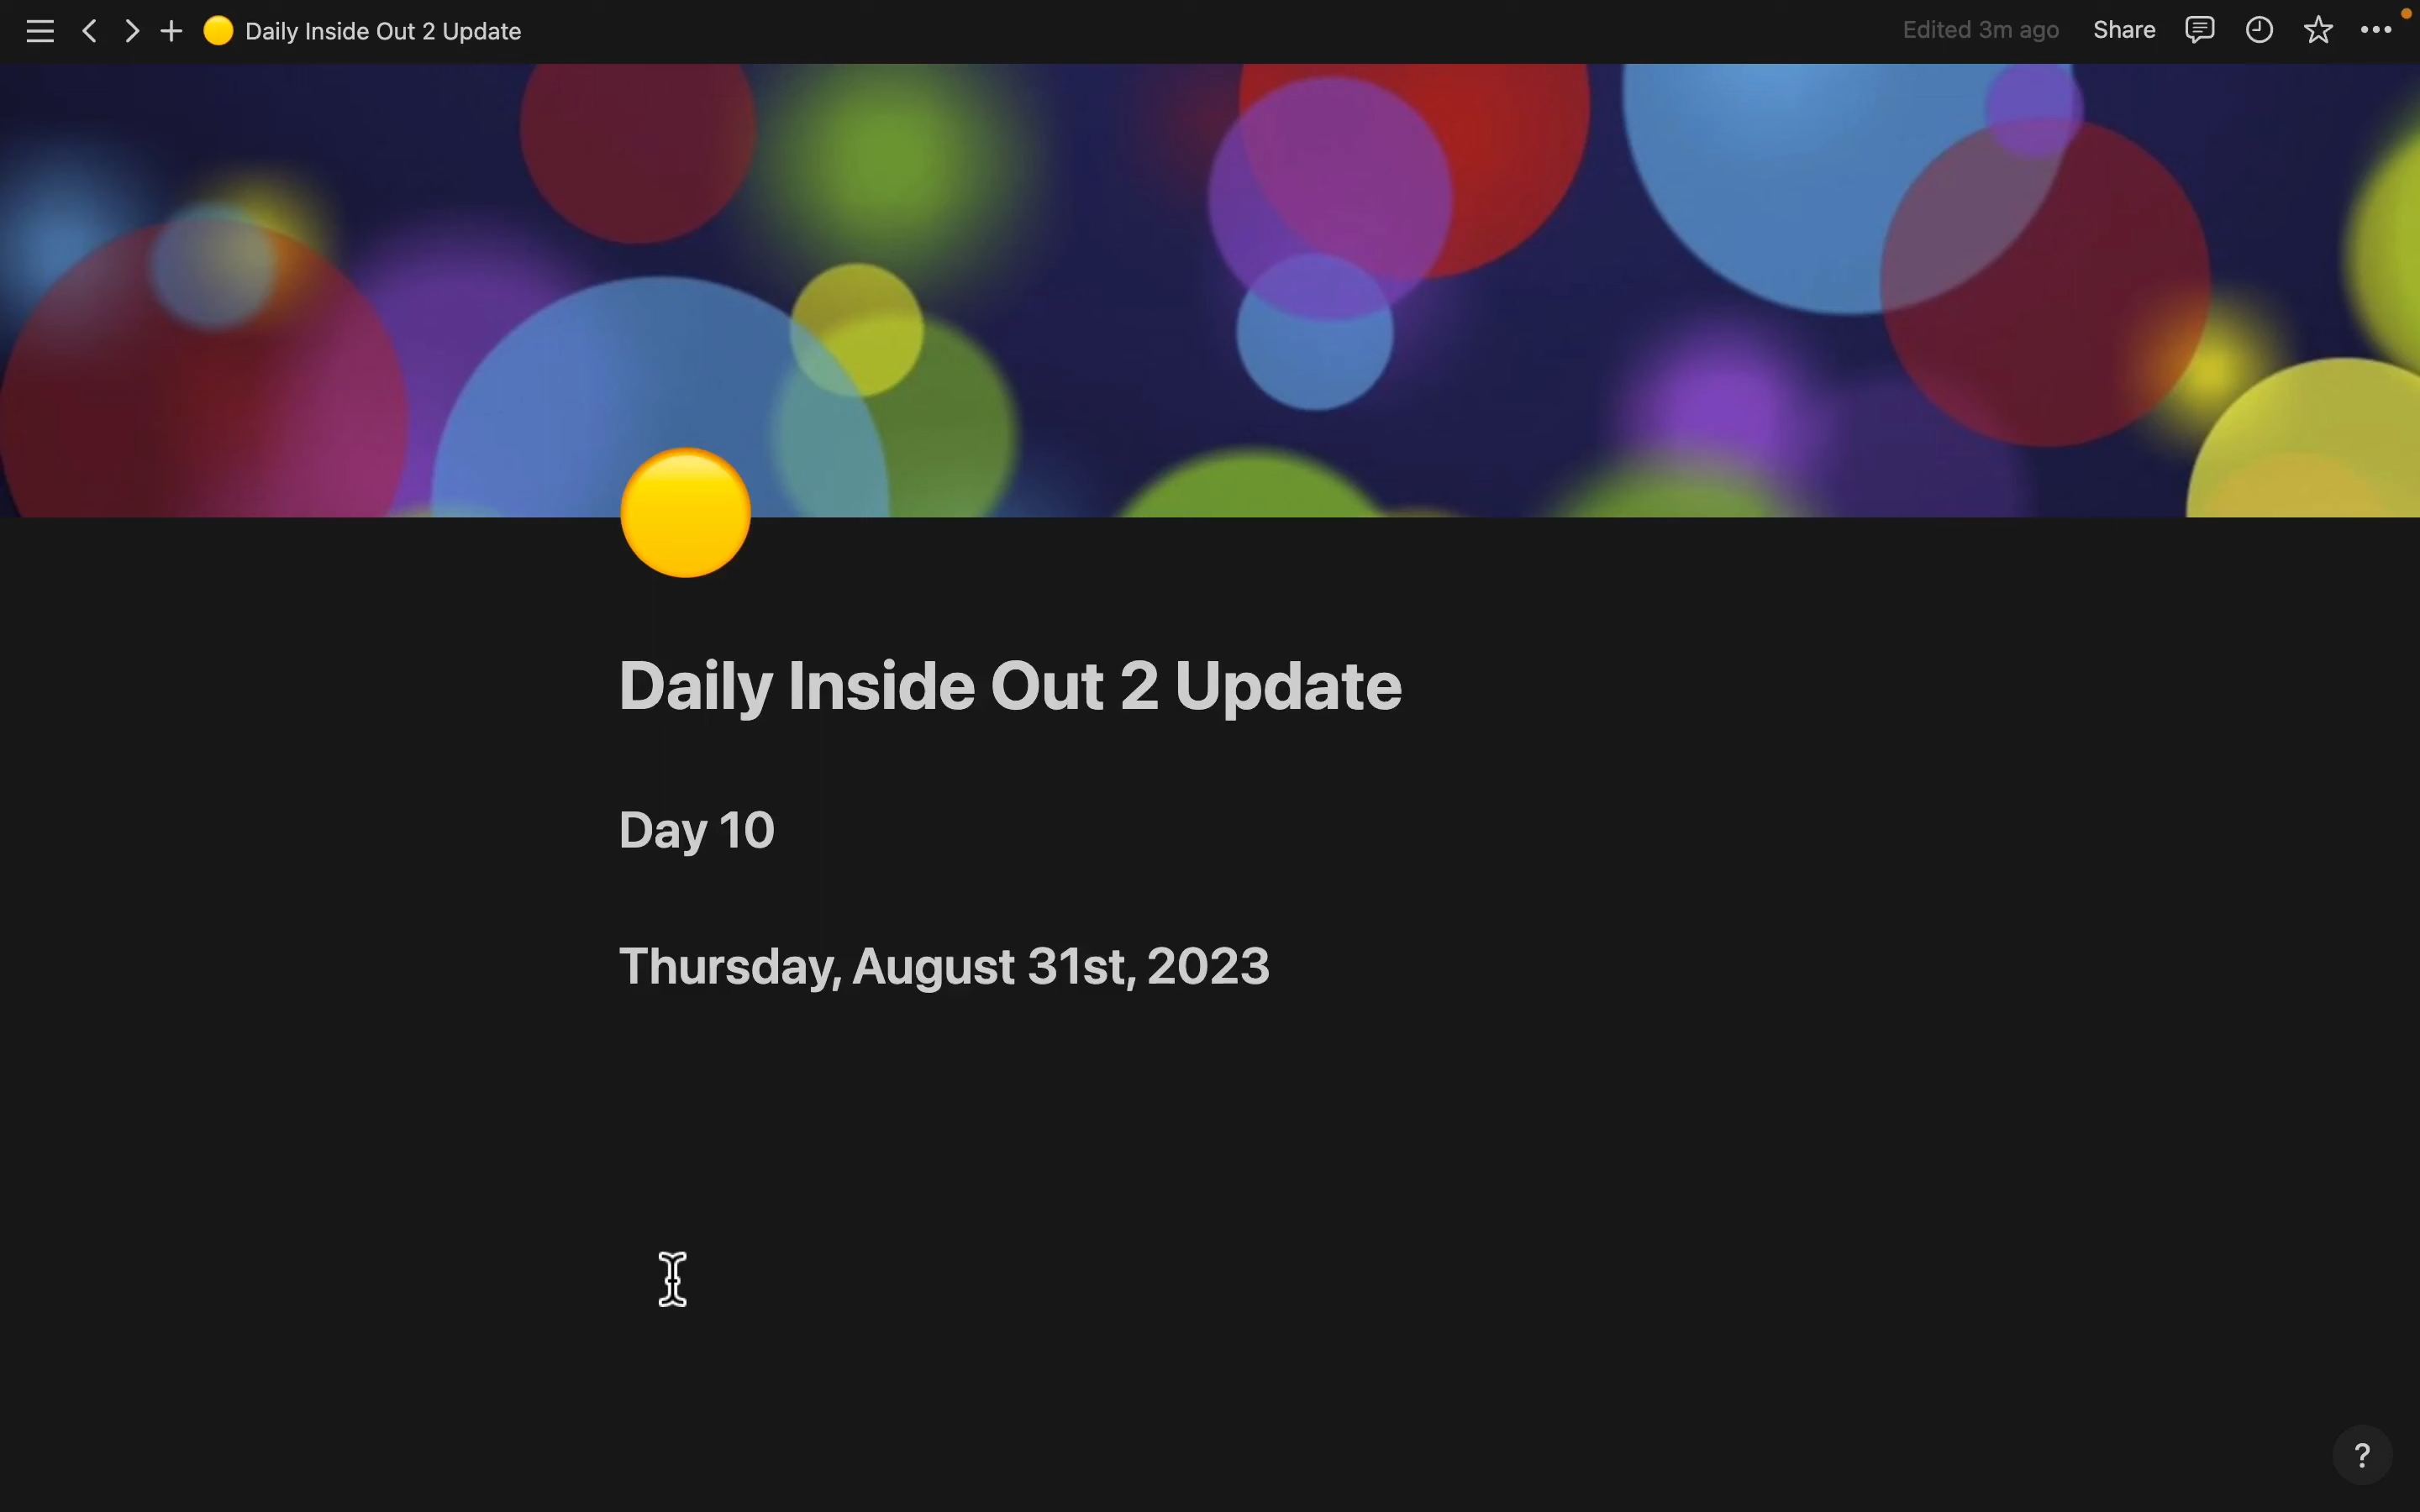 Daily Inside Out 2 Update
Edited 3m ago
Share
Daily Inside Out 2 Update
Day 10
Thursday, August 31st, 2023
?